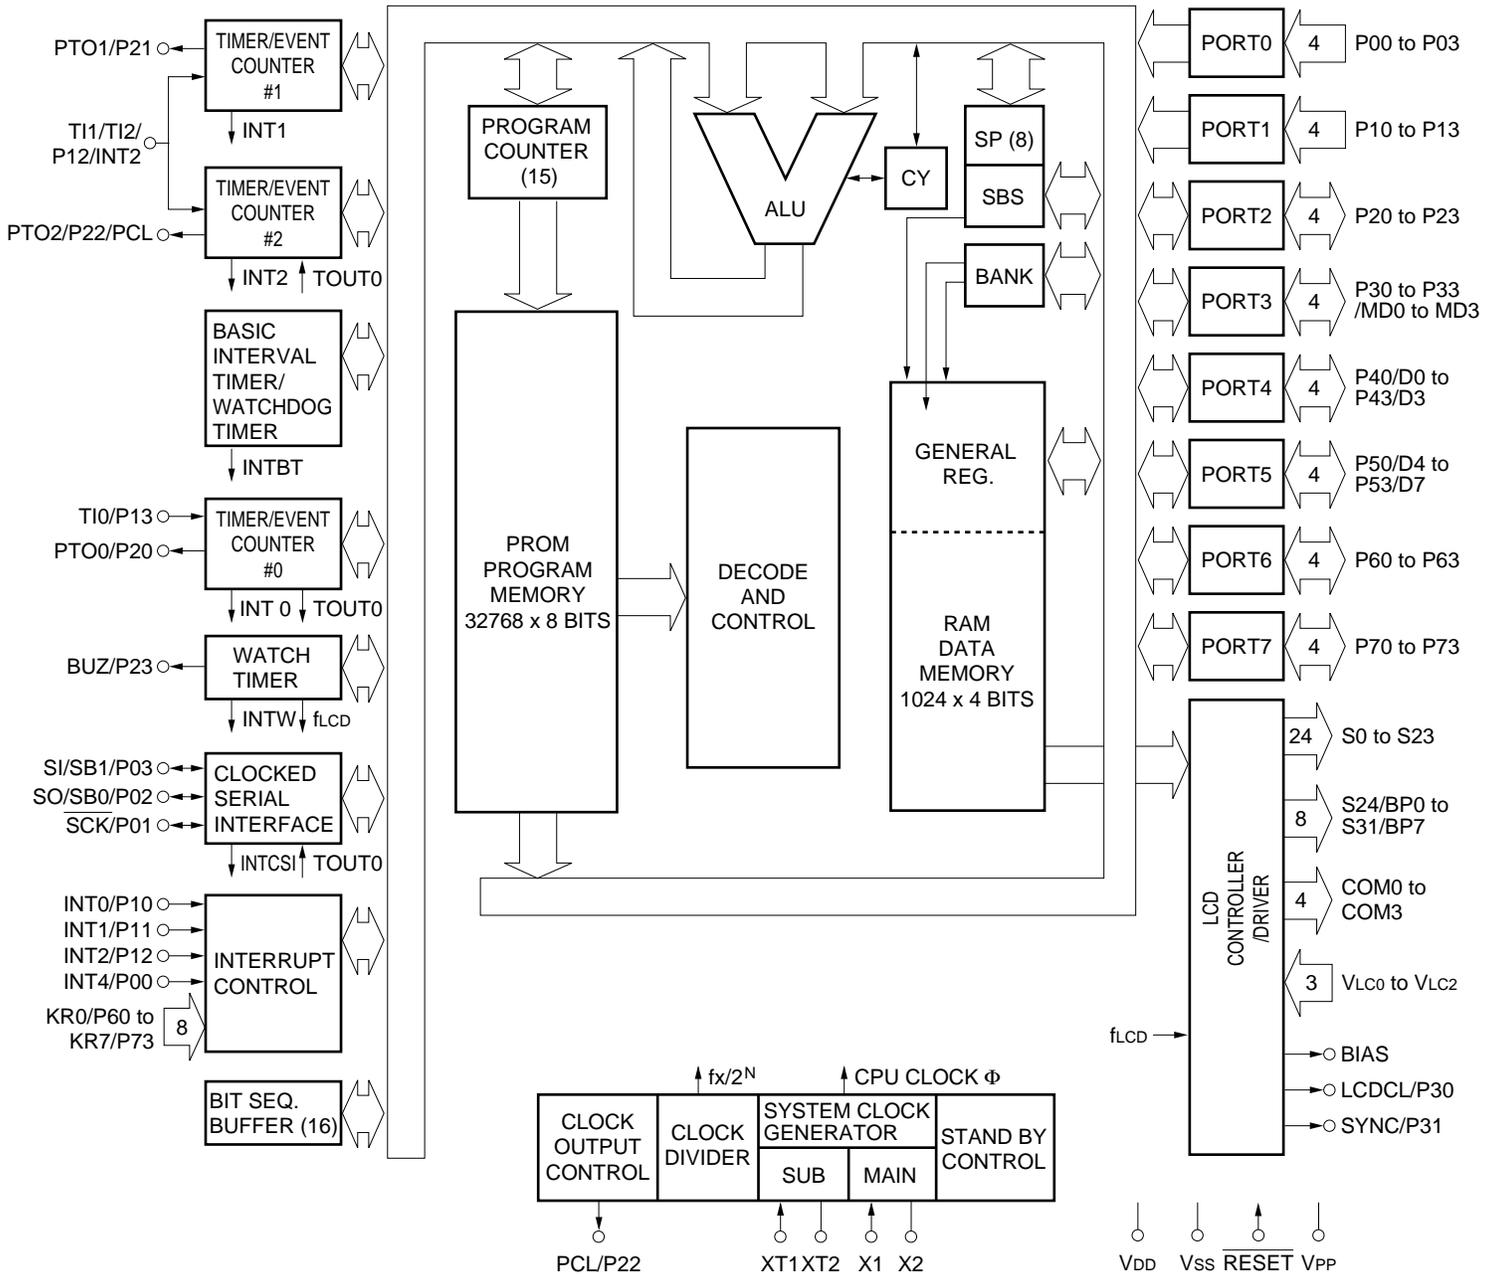 PTO1/P21
TIMER/EVENT
COUNTER
#1
INT1
TI1/TI2/
P12/INT2
TIMER/EVENT
COUNTER
#2
PTO2/P22/PCL
INT2
TOUT0
BASIC
INTERVAL
TIMER/
WATCHDOG
TIMER
INTBT
TI0/P13
PTO0/P20
TIMER/EVENT
COUNTER
#0
INT 0
TOUT0
BUZ/P23
WATCH
TIMER
INTW
fLCD
SI/SB1/P03
SO/SB0/P02
SCK/P01
CLOCKED
SERIAL
INTERFACE
INTCSI
TOUT0
INT0/P10
INT1/P11
INT2/P12
INT4/P00
KR0/P60 to
KR7/P73
8
INTERRUPT
CONTROL
BIT SEQ.
BUFFER (16)
PROGRAM
COUNTER
(15)
ALU
CY
SP (8)
SBS
BANK
PROM
PROGRAM
MEMORY
32768 x 8 BITS
DECODE
AND
CONTROL
GENERAL
REG.
RAM
DATA
MEMORY
1024 x 4 BITS
fx/2N
CPU CLOCK Φ
CLOCK
OUTPUT
CONTROL
CLOCK
DIVIDER
SYSTEM CLOCK
GENERATOR
SUB
MAIN
STAND BY
CONTROL
PCL/P22
XT1
XT2
X1
X2
PORT0
4
P00 to P03
PORT1
4
P10 to P13
PORT2
4
P20 to P23
PORT3
4
P30 to P33
/MD0 to MD3
PORT4
4
P40/D0 to
P43/D3
PORT5
4
P50/D4 to
P53/D7
PORT6
4
P60 to P63
PORT7
4
P70 to P73
LCD
CONTROLLER
/DRIVER
24
S0 to S23
8
S24/BP0 to
S31/BP7
4
COM0 to
COM3
3
VLC0 to VLC2
fLCD
BIAS
LCDCL/P30
SYNC/P31
VDD
VSS
RESET
VPP